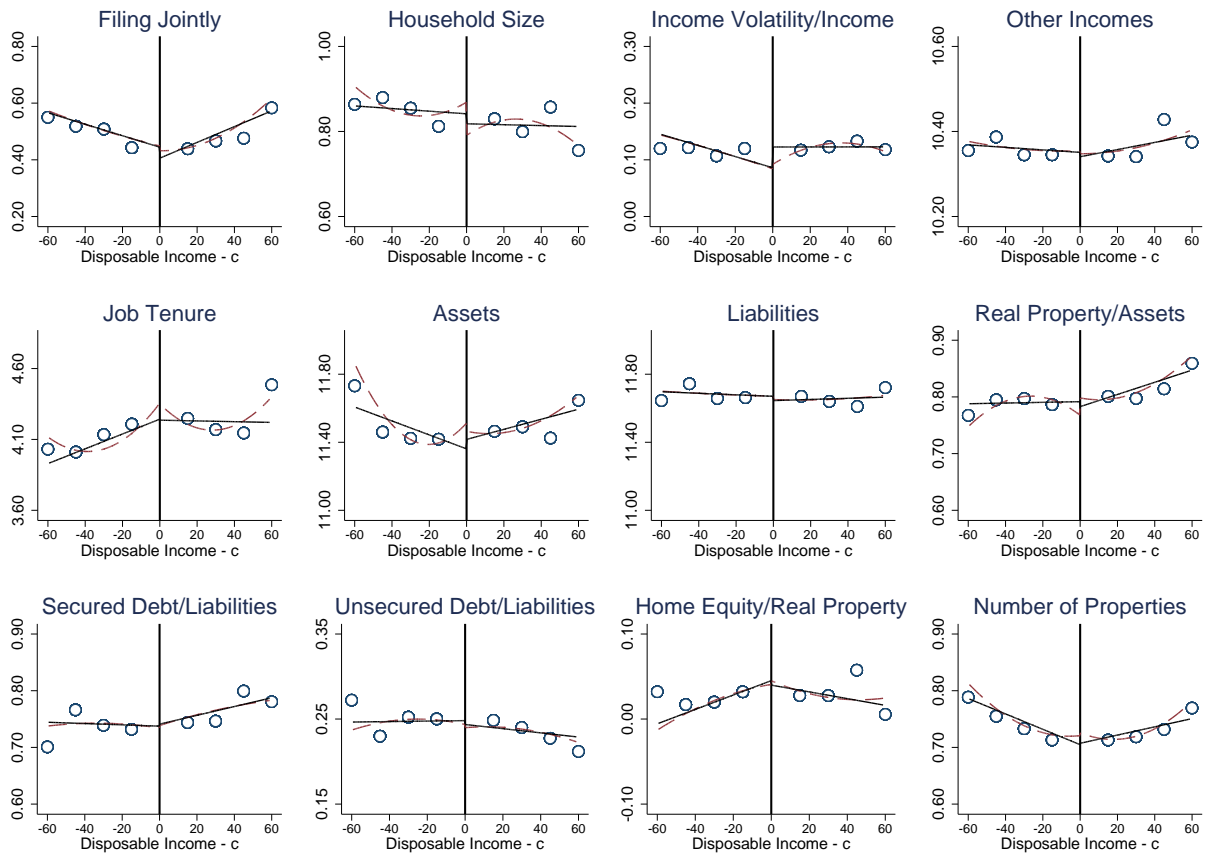 Filing Jointly
0.80
0.60
0.40
0.20
-60 -40 -20 0 20 40 60
Disposable Income - c
Household Size
1.00
0.80
0.60
-60 -40 -20 0 20 40 60
Disposable Income - c
Income Volatility/Income
0.30
0.20
0.10
0.00
-60 -40 -20 0 20 40 60
Disposable Income - c
Other Incomes
10.60
10.40
10.20
-60 -40 -20 0 20 40 60
Disposable Income - c
Job Tenure
4.60
4.10
3.60
-60 -40 -20 0 20 40 60
Disposable Income - c
Assets
11.80
11.40
11.00
-60 -40 -20 0 20 40 60
Disposable Income - c
Liabilities
11.80
11.40
11.00
-60 -40 -20 0 20 40 60
Disposable Income - c
Real Property/Assets
0.90
0.80
0.70
0.60
-60 -40 -20 0 20 40 60
Disposable Income - c
Secured Debt/Liabilities
0.90
0.80
0.70
0.60
-60 -40 -20 0 20 40 60
Disposable Income - c
Unsecured Debt/Liabilities
0.35
0.25
0.15
-60 -40 -20 0 20 40 60
Disposable Income - c
Home Equity/Real Property
0.10
0.00
-0.10
-60 -40 -20 0 20 40 60
Disposable Income - c
Number of Properties
0.90
0.80
0.70
0.60
-60 -40 -20 0 20 40 60
Disposable Income - c